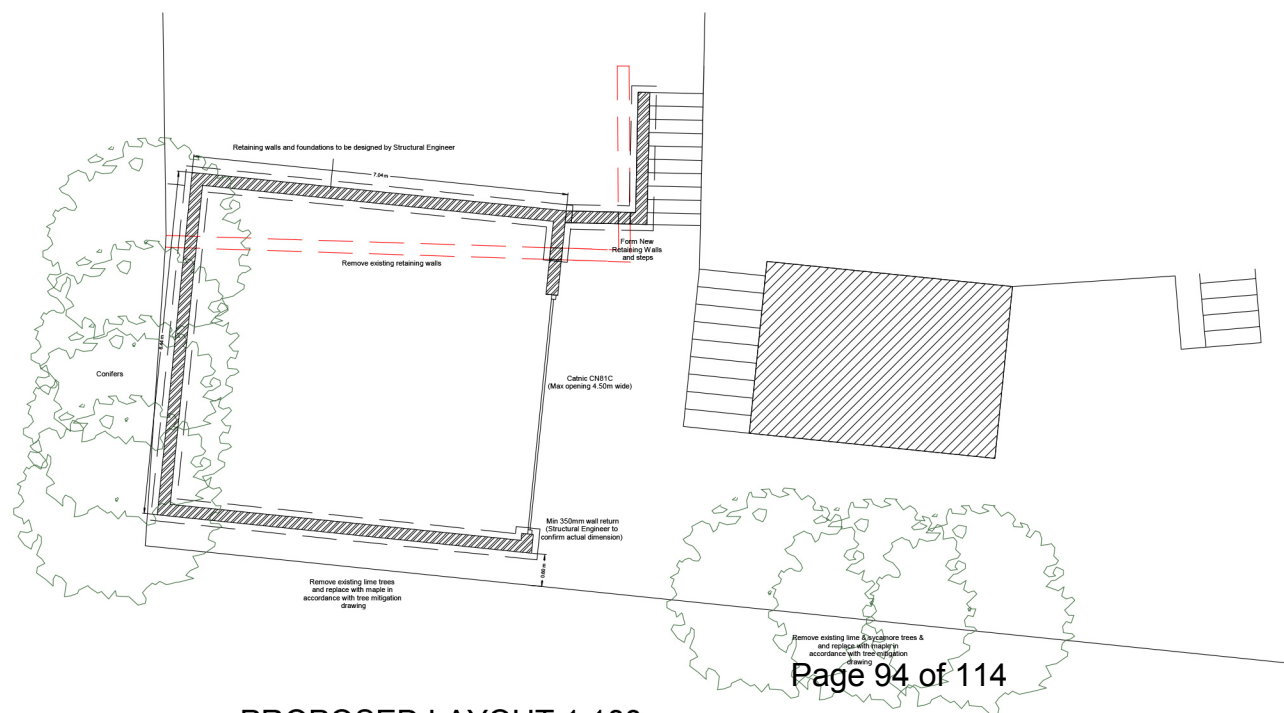 Retaining walls and foundations to be designed by Structural Engineer
7.04 m
Form New
Retaining Walls
and steps
Remove existing retaining walls
Conifers
Catnic CN81C
(Max opening 4.50m wide)
Min 350mm wall return
(Structural Engineer to
confirm actual dimension)
0.60 m
Remove existing lime trees
and replace with maple in
accordance with tree mitigation
drawing
Remove existing lime & sycamore trees &
and replace with maple in
accordance with tree mitigation
drawing
Page 94 of 114